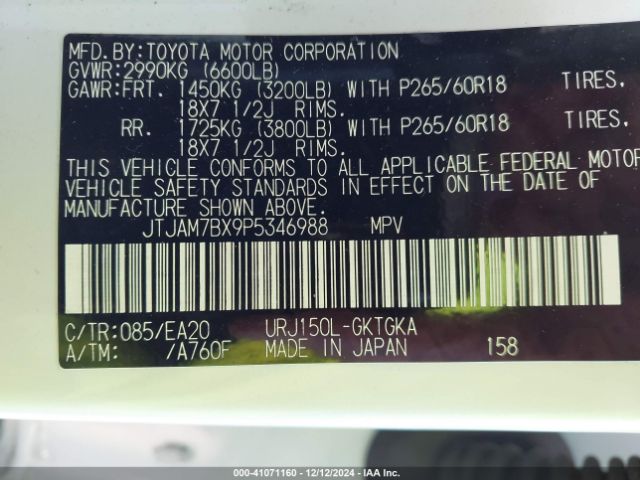 MFD.BY:TOYOTA MOTOR CORPORATION
GVWR:2990KG (6600LB)
GAWR:FRT. 1450KG (3200LB) WITH P265/60R18 TIRES,
18X7 1/2J RIMS.
RR. 1725KG (3800LB) WITH P265/60R18 TIRES,
18X7 1/2J RIMS.
THIS VEHICLE CONFORMS TO ALL APPLICABLE FEDERAL MOTOR
VEHICLE SAFETY STANDARDS IN EFFECT ON THE DATE OF
MANUFACTURE SHOWN ABOVE.
JTJAM7BX9P5346988 MPV
C/TR:085/EA20 URJ150L-GKTGKA
A/TM: /A760F MADE IN JAPAN 158
000-41071160 - 12/12/2024 - IAA Inc.